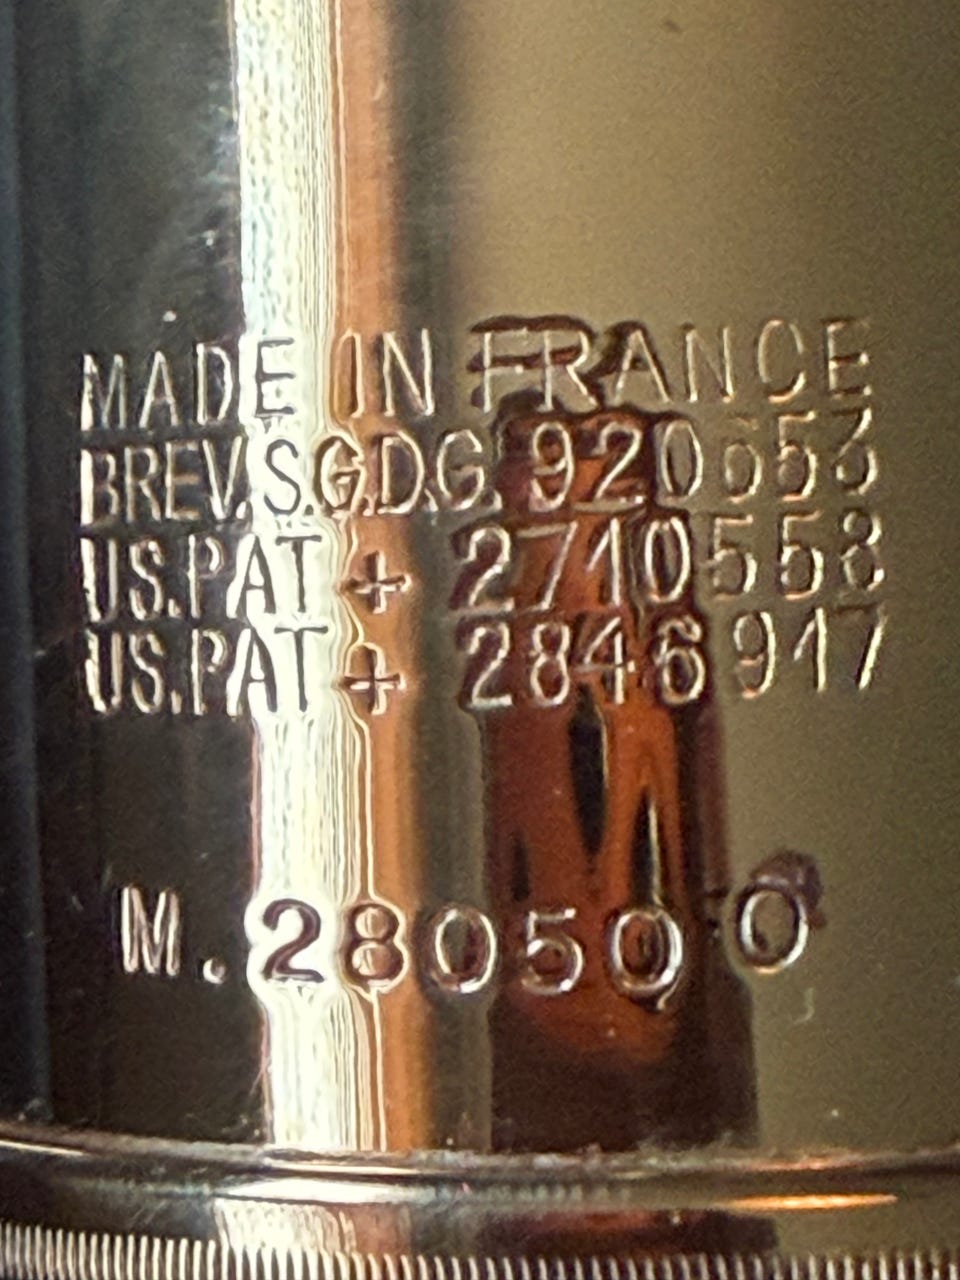 MADE IN FRANCE
BREV.S.G.D.G. 920653
US.PAT + 2710558
US.PAT + 2846917
M.280500